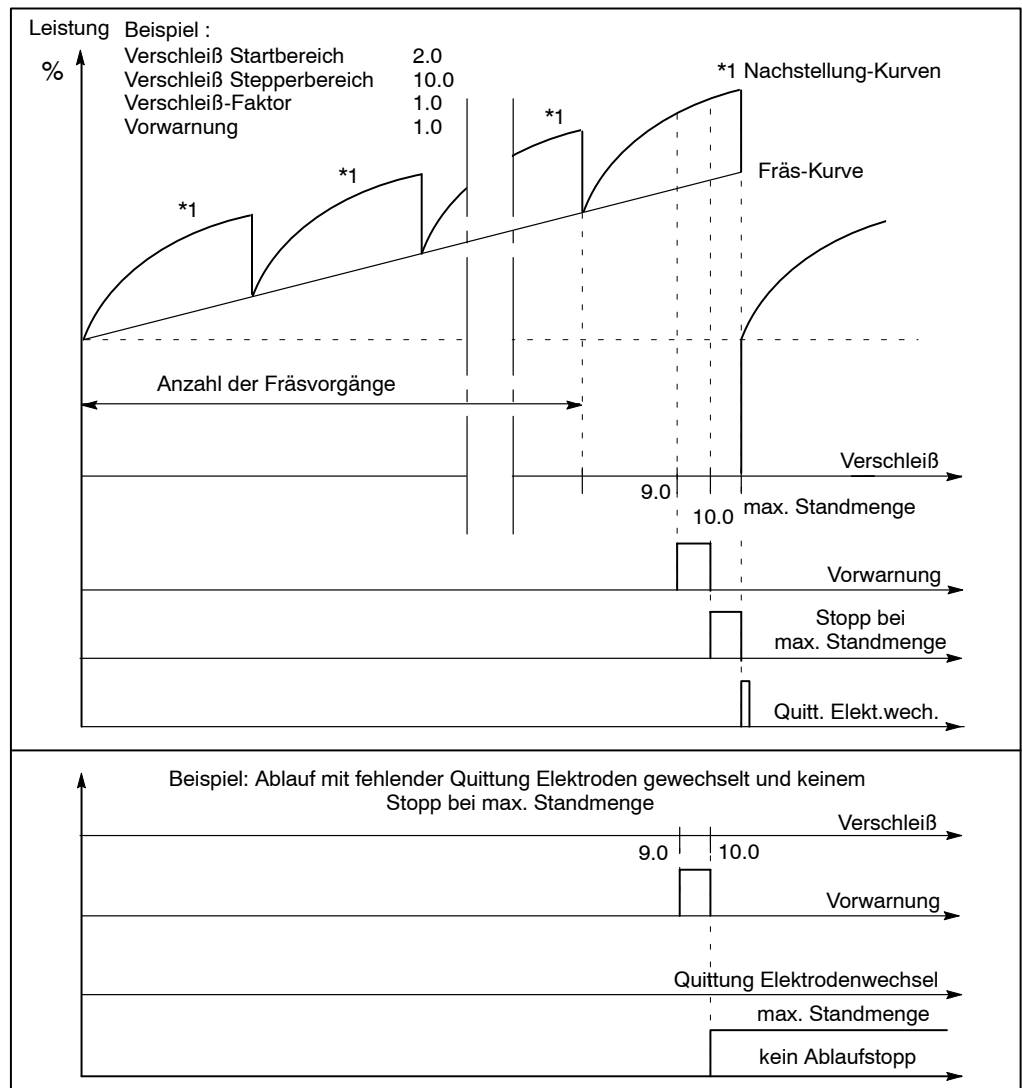 Leistung
%
Beispiel :
Verschleiß Startbereich 2.0
Verschleiß Stepperbereich 10.0
Verschleiß-Faktor 1.0
Vorwarnung 1.0
*1 Nachstellung-Kurven
*1
*1
*1
Fräs-Kurve
Anzahl der Fräsvorgänge
Verschleiß
9.0
10.0
max. Standmenge
Vorwarnung
Stopp bei
max. Standmenge
Quitt. Elekt.wech.
Beispiel: Ablauf mit fehlender Quittung Elektroden gewechselt und keinem
Stopp bei max. Standmenge
Verschleiß
9.0 10.0
Vorwarnung
Quittung Elektrodenwechsel
max. Standmenge
kein Ablaufstopp